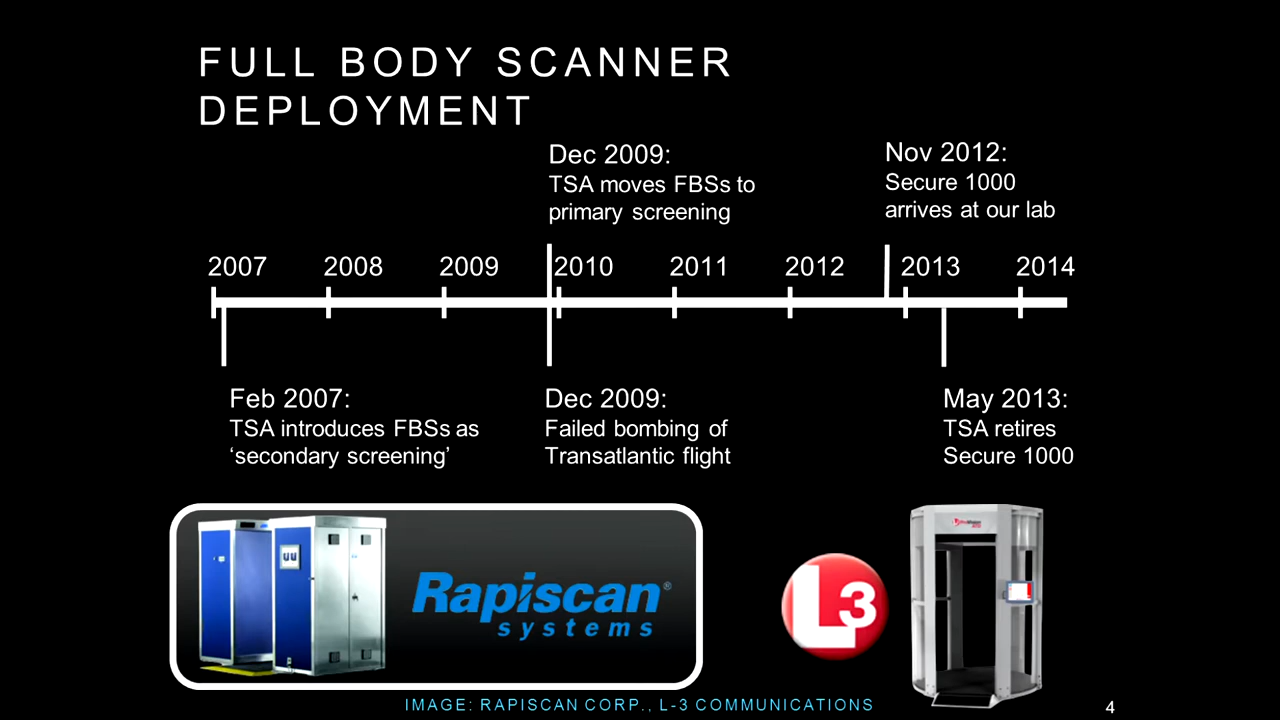 FULL BODY SCANNER
DEPLOYMENT
Dec 2009:
TSA moves FBSs to
primary screening
Nov 2012:
Secure 1000
arrives at our lab
2007 2008 2009 2010 2011 2012 2013 2014
Feb 2007:
TSA introduces FBSs as
‘secondary screening’
Dec 2009:
Failed bombing of
Transatlantic flight
May 2013:
TSA retires
Secure 1000
Rapiscan®
systems
L3
IMAGE: RAPISCAN CORP., L-3 COMMUNICATIONS
4